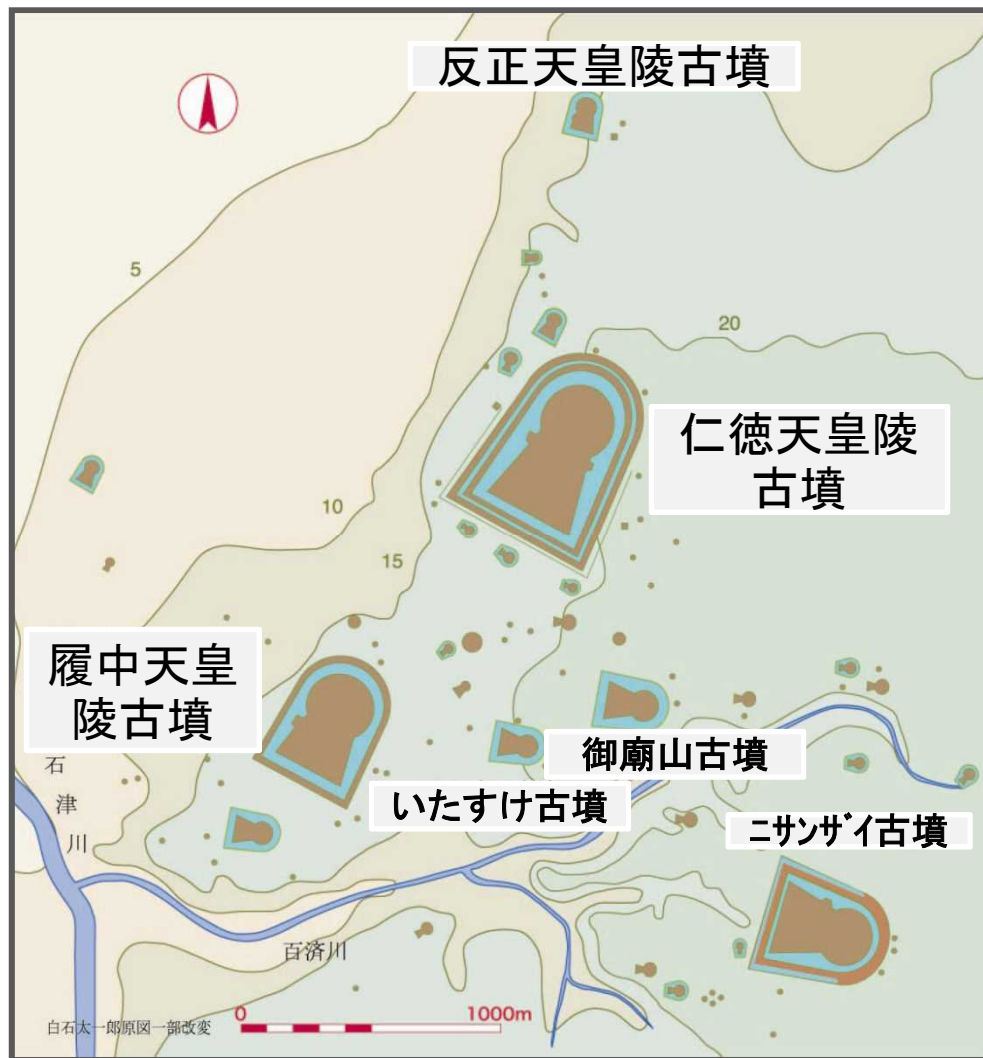 反正天皇陵古墳
5
20
仁徳天皇陵
古墳
10
15
履中天皇
陵古墳
御廟山古墳
いたすけ古墳
ニサンザイ古墳
石
津
川
百済川
白石太一郎原図一部改変
0
1000m